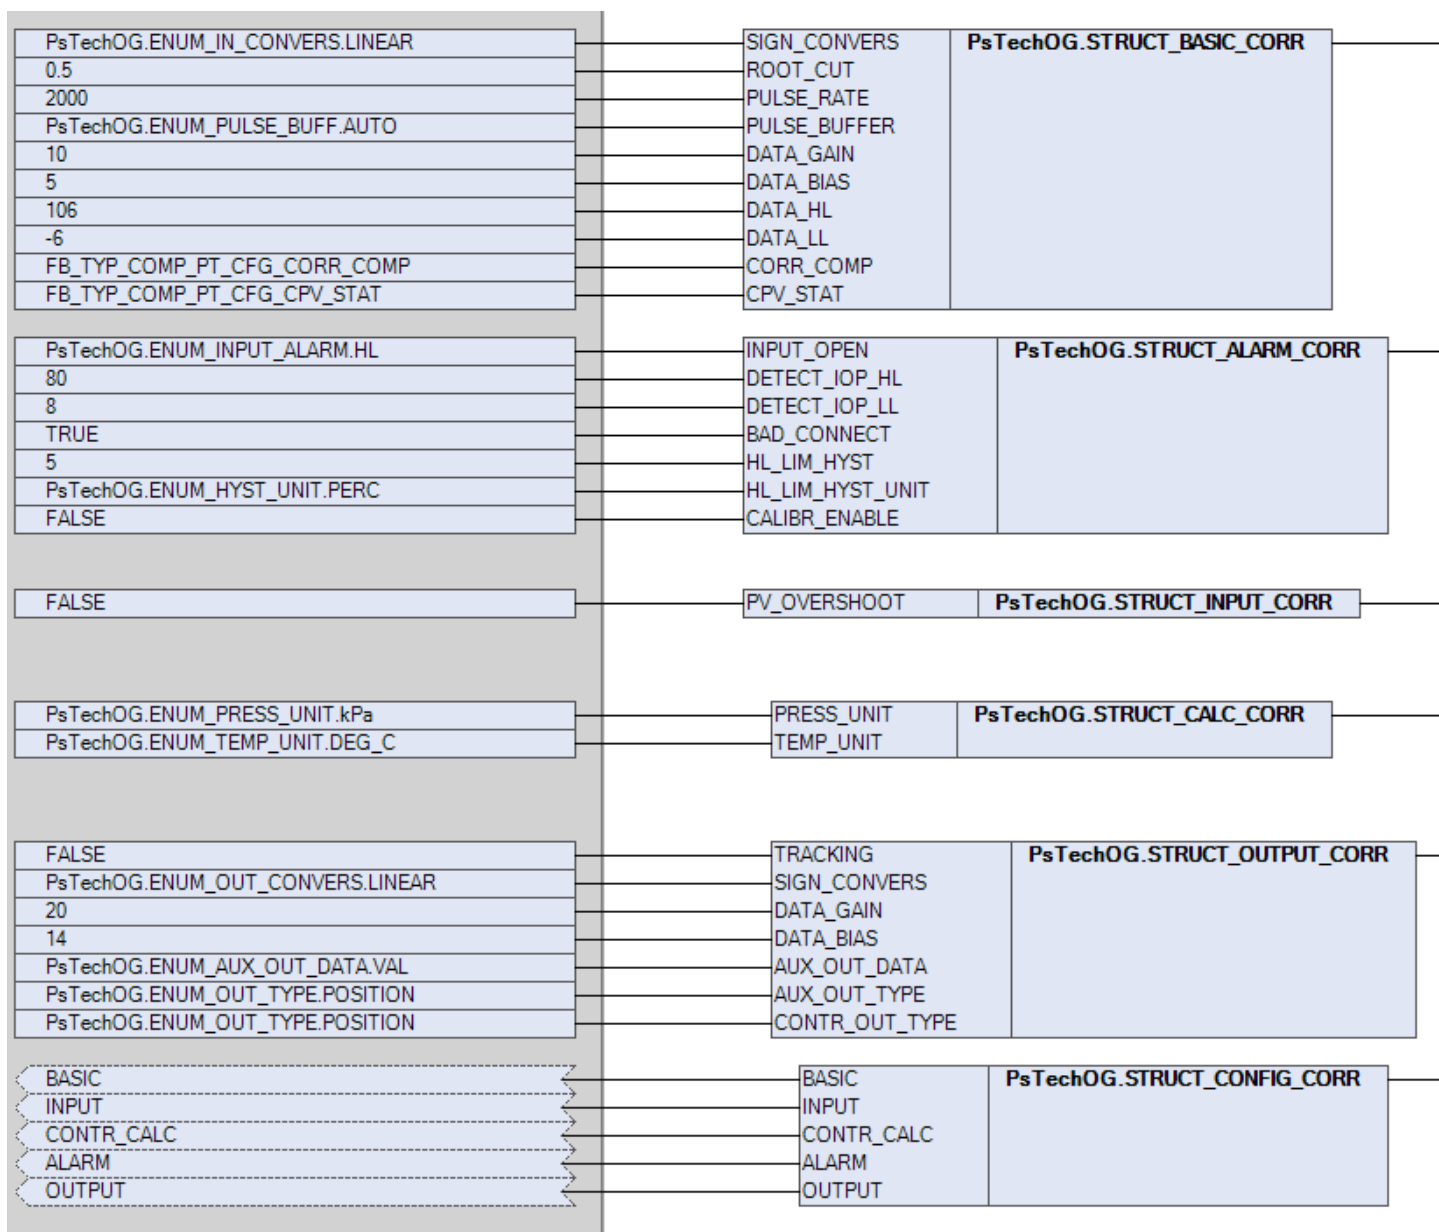 PsTechOG.ENUM_IN_CONVERS.LINEAR SIGN_CONVERS PsTechOG.STRUCT_BASIC_CORR
0.5 ROOT_CUT
2000 PULSE_RATE
PsTechOG.ENUM_PULSE_BUFF.AUTO PULSE_BUFFER
10 DATA_GAIN
5 DATA_BIAS
106 DATA_HL
-6 DATA_LL
FB_TYP_COMP_PT_CFG_CORR_COMP CORR_COMP
FB_TYP_COMP_PT_CFG_CPV_STAT CPV_STAT
PsTechOG.ENUM_INPUT_ALARM.HL INPUT_OPEN PsTechOG.STRUCT_ALARM_CORR
80 DETECT_IOP_HL
8 DETECT_IOP_LL
TRUE BAD_CONNECT
5 HL_LIM_HYST
PsTechOG.ENUM_HYST_UNIT.PERC HL_LIM_HYST_UNIT
FALSE CALIBR_ENABLE
FALSE PV_OVERSHOOT PsTechOG.STRUCT_INPUT_CORR
PsTechOG.ENUM_PRESS_UNIT.kPa PRESS_UNIT PsTechOG.STRUCT_CALC_CORR
PsTechOG.ENUM_TEMP_UNIT.DEG_C TEMP_UNIT
FALSE TRACKING PsTechOG.STRUCT_OUTPUT_CORR
PsTechOG.ENUM_OUT_CONVERS.LINEAR SIGN_CONVERS
20 DATA_GAIN
14 DATA_BIAS
PsTechOG.ENUM_AUX_OUT_DATA.VAL AUX_OUT_DATA
PsTechOG.ENUM_OUT_TYPE.POSITION AUX_OUT_TYPE
PsTechOG.ENUM_OUT_TYPE.POSITION CONTR_OUT_TYPE
BASIC BASIC PsTechOG.STRUCT_CONFIG_CORR
INPUT INPUT
CONTR_CALC CONTR_CALC
ALARM ALARM
OUTPUT OUTPUT